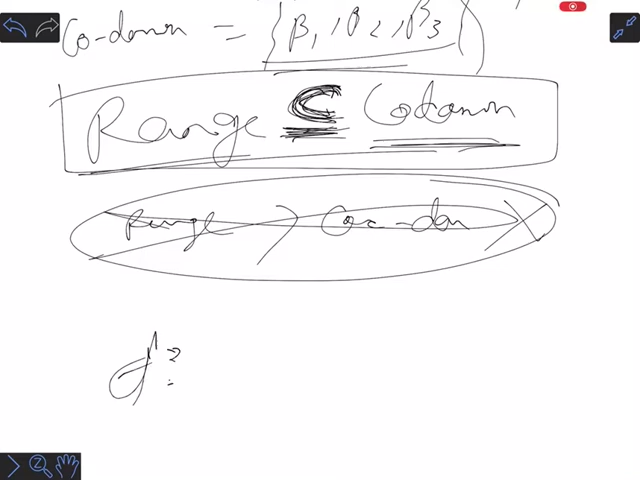 Co-domain = {β₁, β₂, β₃}
Range ⊆ Codomain
Range > Co-dom
f: